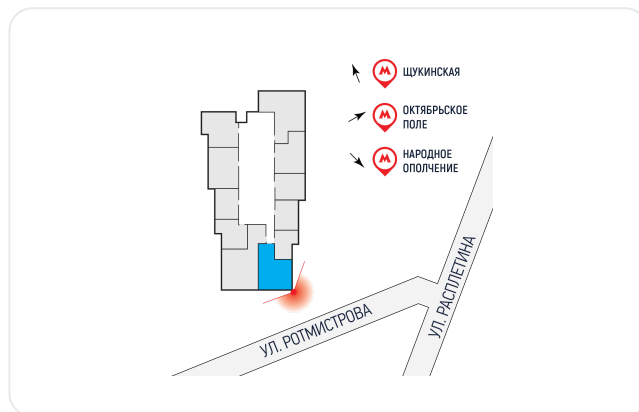 ЩУКИНСКАЯ
ОКТЯБРЬСКОЕ
ПОЛЕ
НАРОДНОЕ
ОПОЛЧЕНИЕ
УЛ. РОТМИСТРОВА
УЛ. РАСПЛЕТИНА